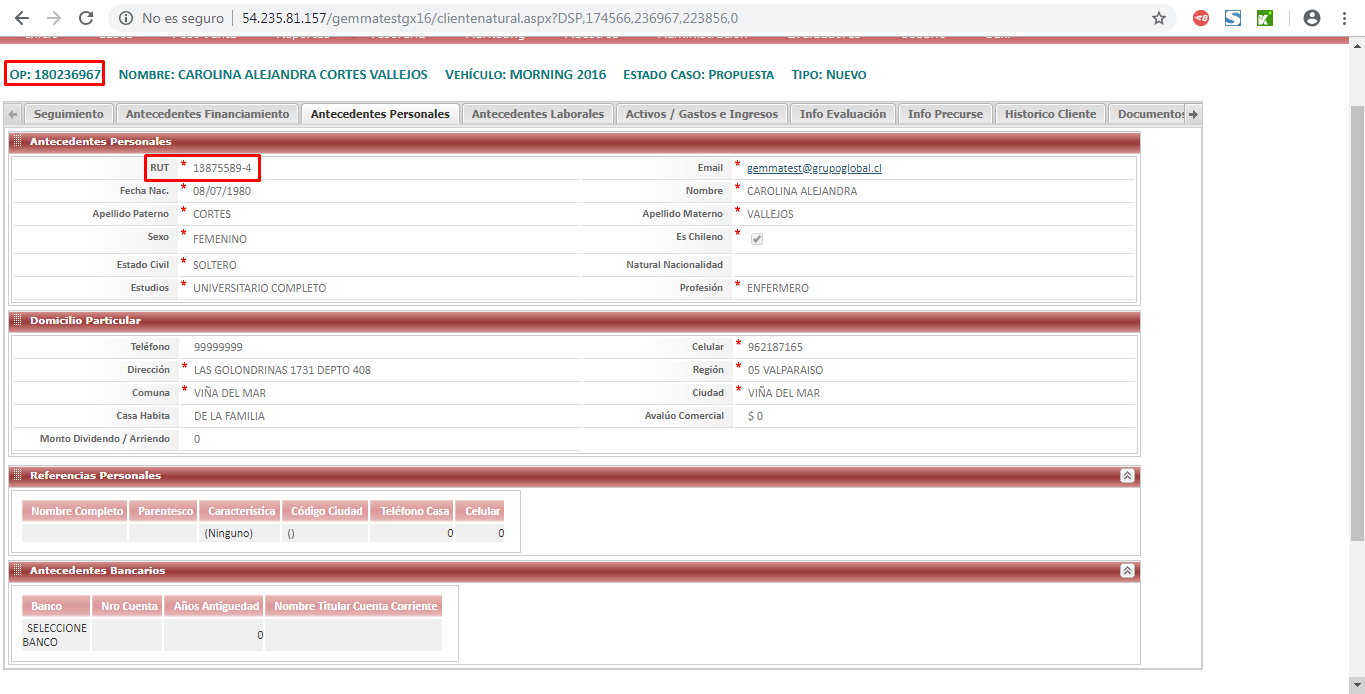 No es seguro | 54.235.81.157/gemmatestgx16/clientenatural.aspx?DSP,174566,236967,223856,0
OP: 180236967 NOMBRE: CAROLINA ALEJANDRA CORTES VALLEJOS VEHÍCULO: MORNING 2016 ESTADO CASO: PROPUESTA TIPO: NUEVO
Seguimiento Antecedentes Financiamiento Antecedentes Personales Antecedentes Laborales Activos / Gastos e Ingresos Info Evaluación Info Precurse Historico Cliente Documentos
Antecedentes Personales
RUT * 13875589-4 Email * gemmatest@grupoglobal.cl
Fecha Nac. * 08/07/1980 Nombre * CAROLINA ALEJANDRA
Apellido Paterno * CORTES Apellido Materno * VALLEJOS
Sexo * FEMENINO Es Chileno *
Estado Civil * SOLTERO Natural Nacionalidad
Estudios * UNIVERSITARIO COMPLETO Profesión * ENFERMERO
Domicilio Particular
Teléfono 99999999 Celular * 962187165
Dirección * LAS GOLONDRINAS 1731 DEPTO 408 Región * 05 VALPARAISO
Comuna * VIÑA DEL MAR Ciudad * VIÑA DEL MAR
Casa Habita DE LA FAMILIA Avalúo Comercial $ 0
Monto Dividendo / Arriendo 0
Referencias Personales
Nombre Completo Parentesco Característica Código Ciudad Teléfono Casa Celular
(Ninguno) () 0 0
Antecedentes Bancarios
Banco Nro Cuenta Años Antiguedad Nombre Titular Cuenta Corriente
SELECCIONE
BANCO 0